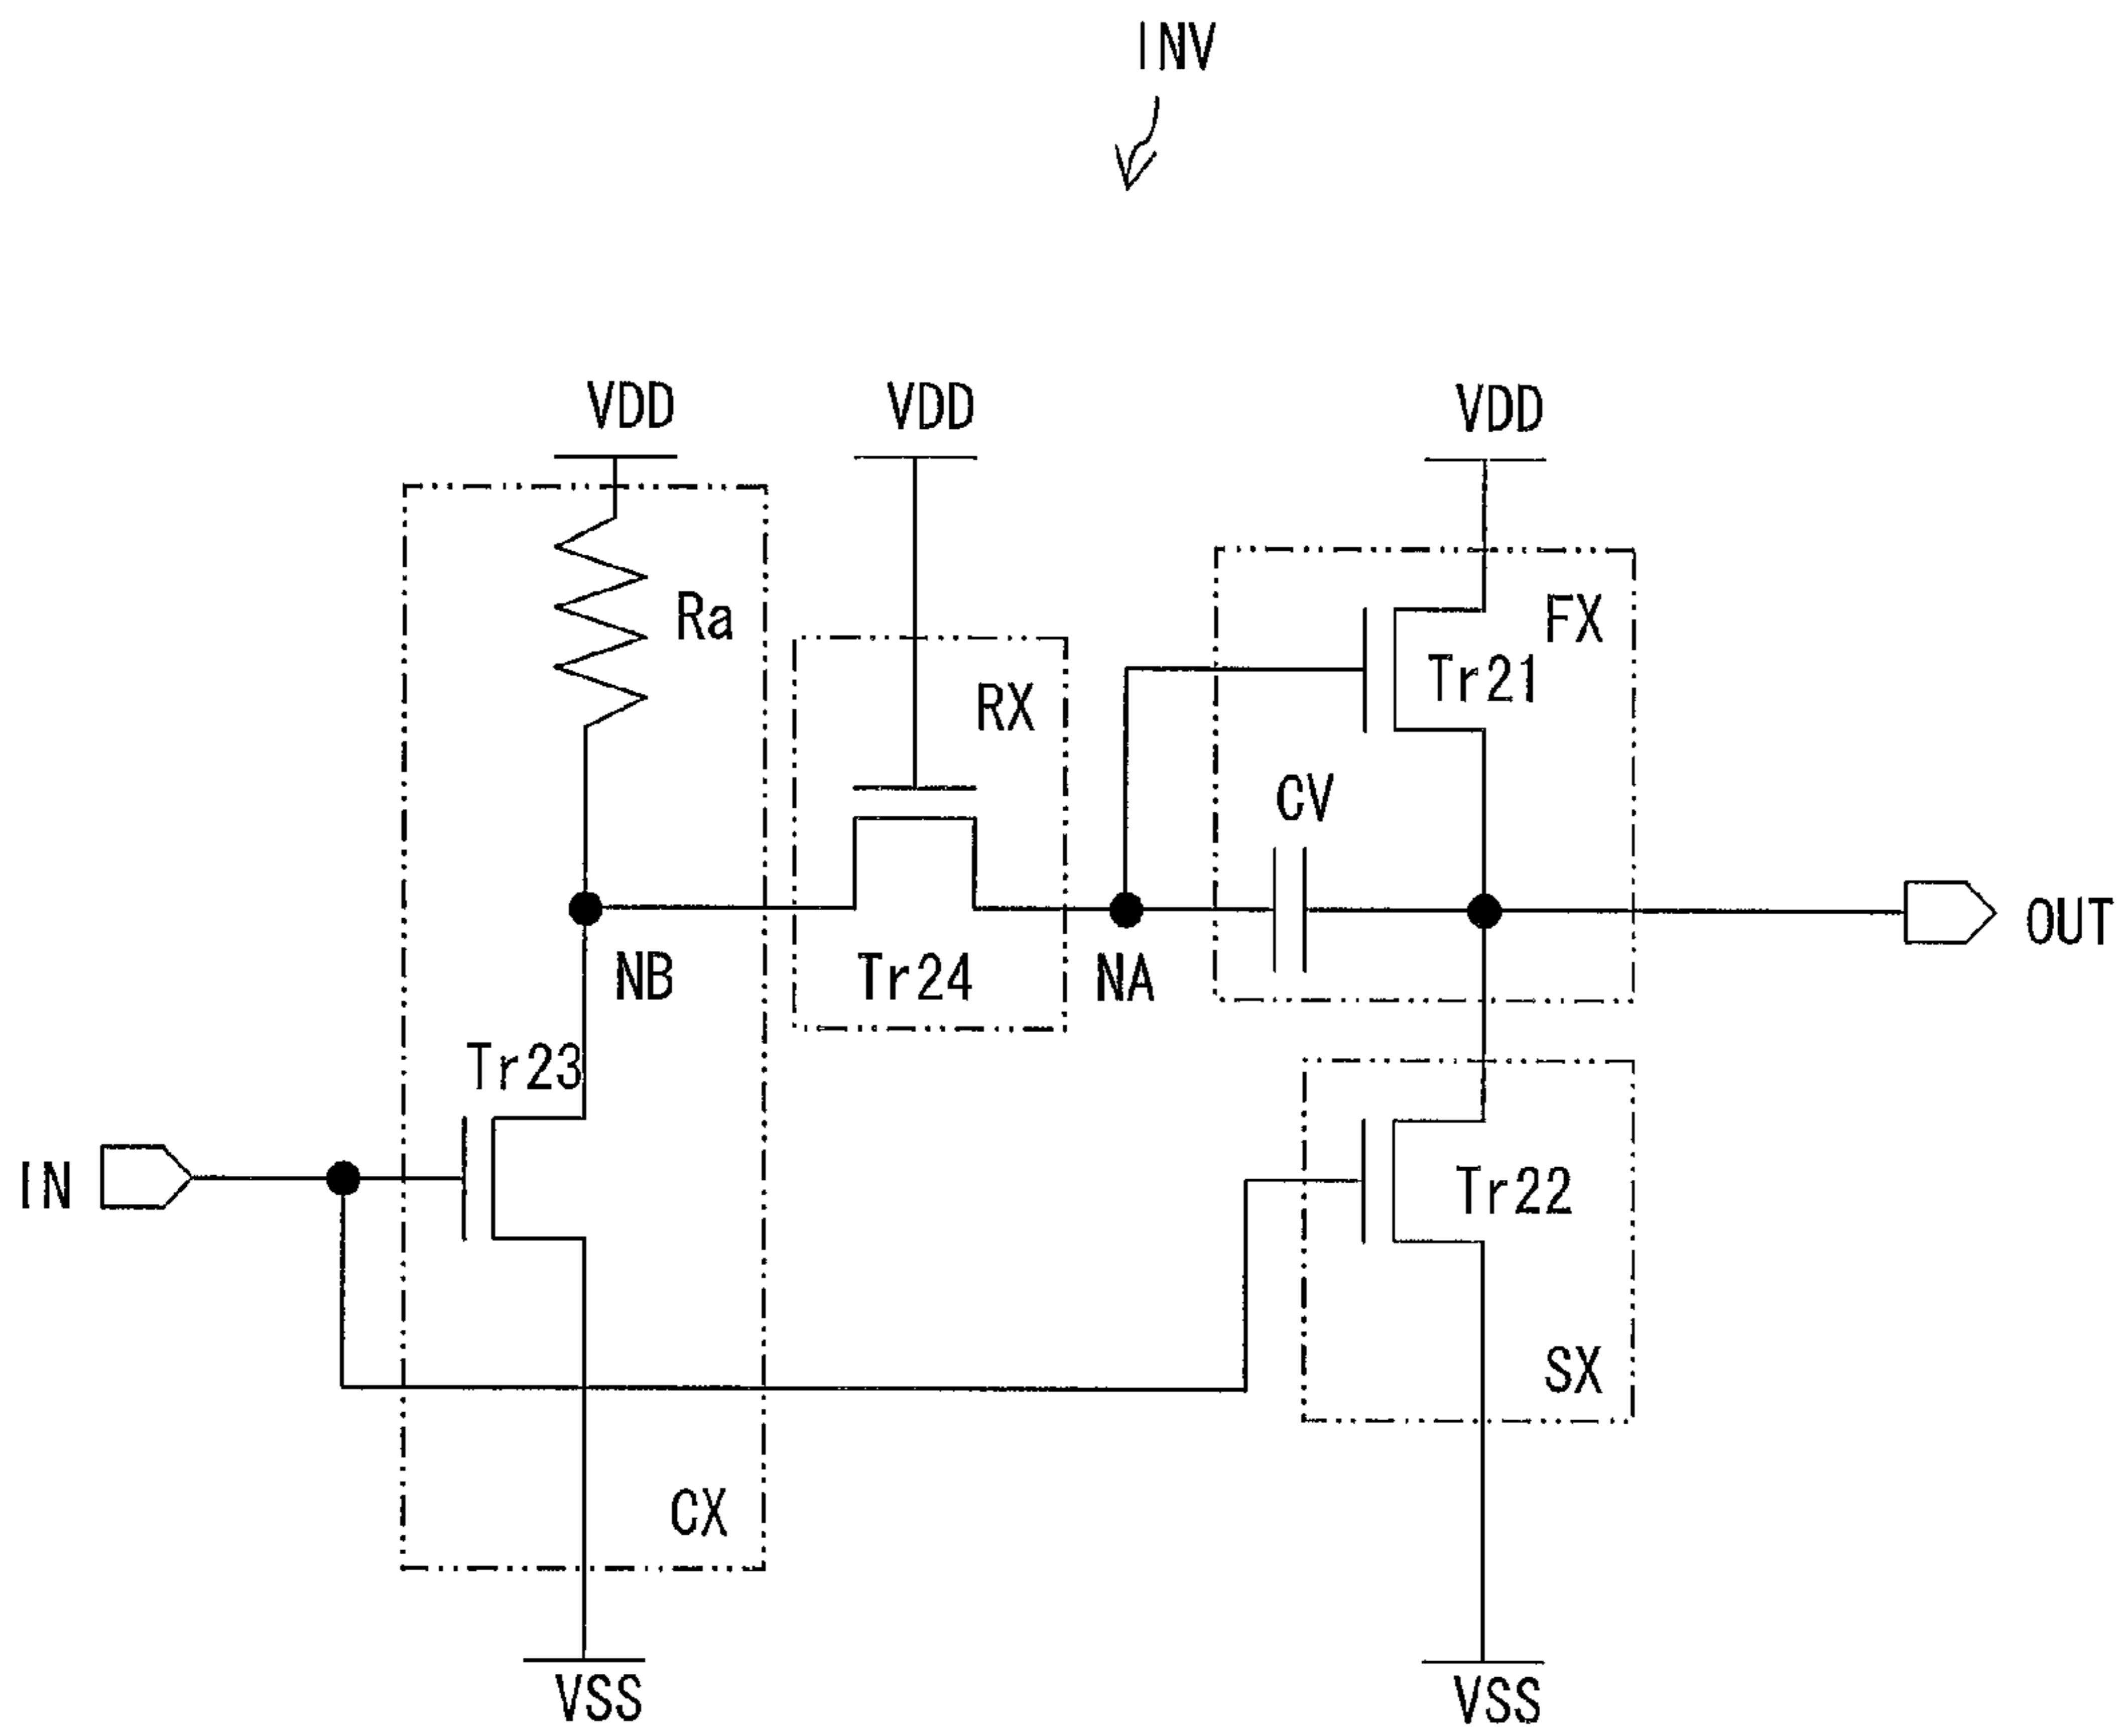 INV
VDD
VDD
VDD
Ra
RX
FX
Tr21
CV
NB
Tr24
NA
OUT
Tr23
IN
Tr22
SX
CX
VSS
VSS